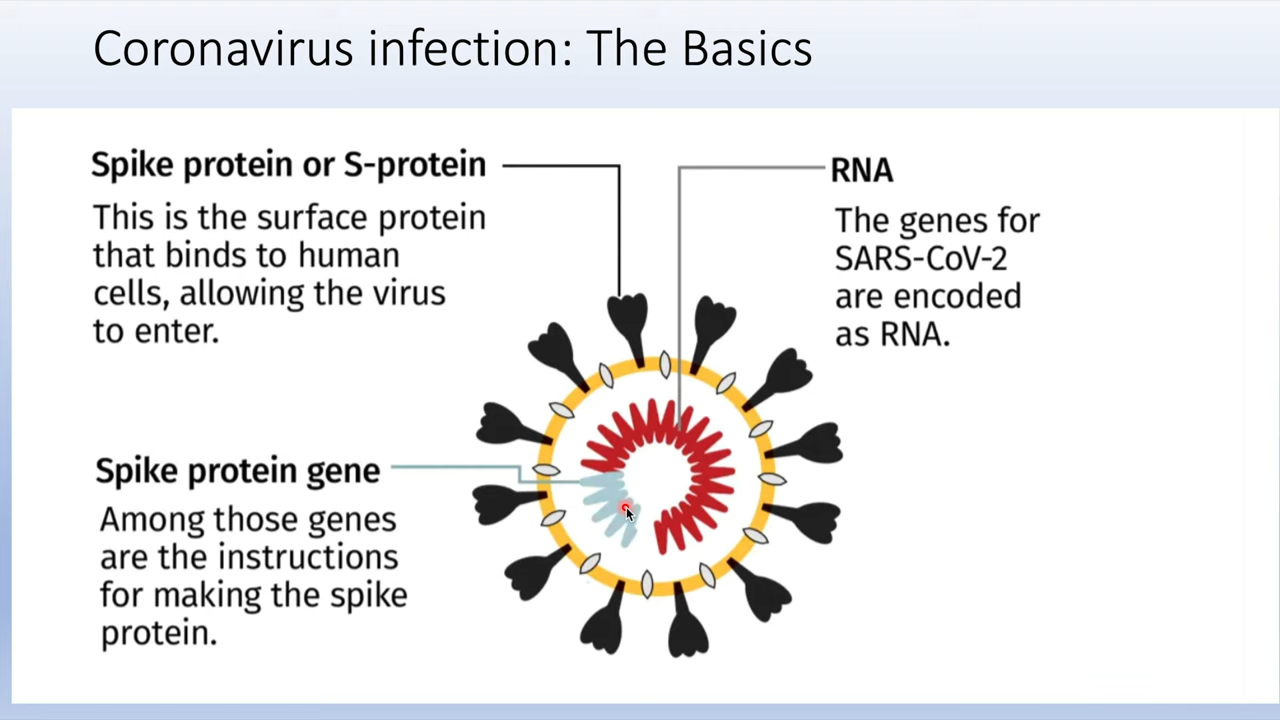 Coronavirus infection: The Basics
Spike protein or S-protein
This is the surface protein
that binds to human
cells, allowing the virus
to enter.
RNA
The genes for
SARS-CoV-2
are encoded
as RNA.
Spike protein gene
Among those genes
are the instructions
for making the spike
protein.